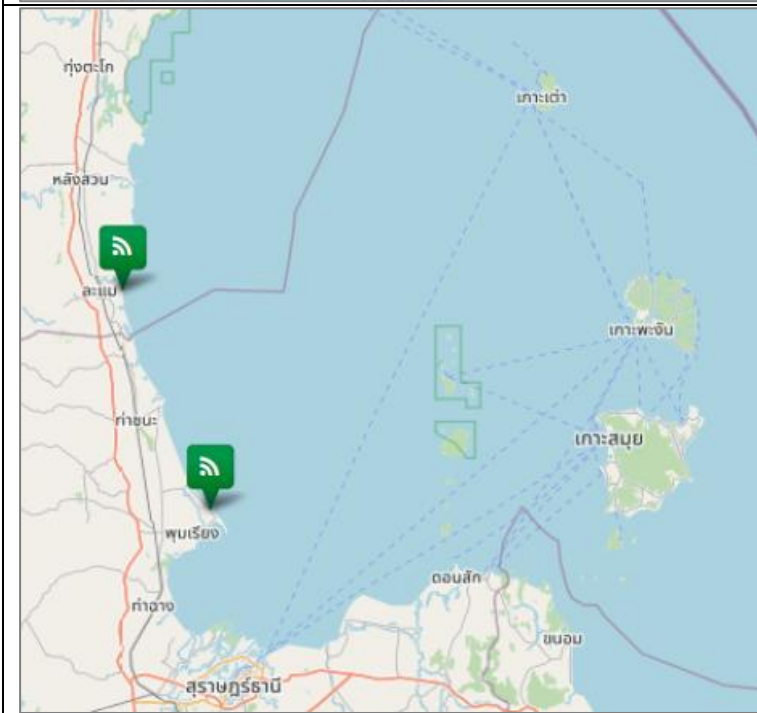 ทุ่งตะโก
เกาะเต่า
หลังสวน
ละแม
เกาะพะงัน
ท่าชนะ
เกาะสมุย
พุมเรียง
ดอนสัก
ท่าฉาง
ขนอม
สุราษฎร์ธานี